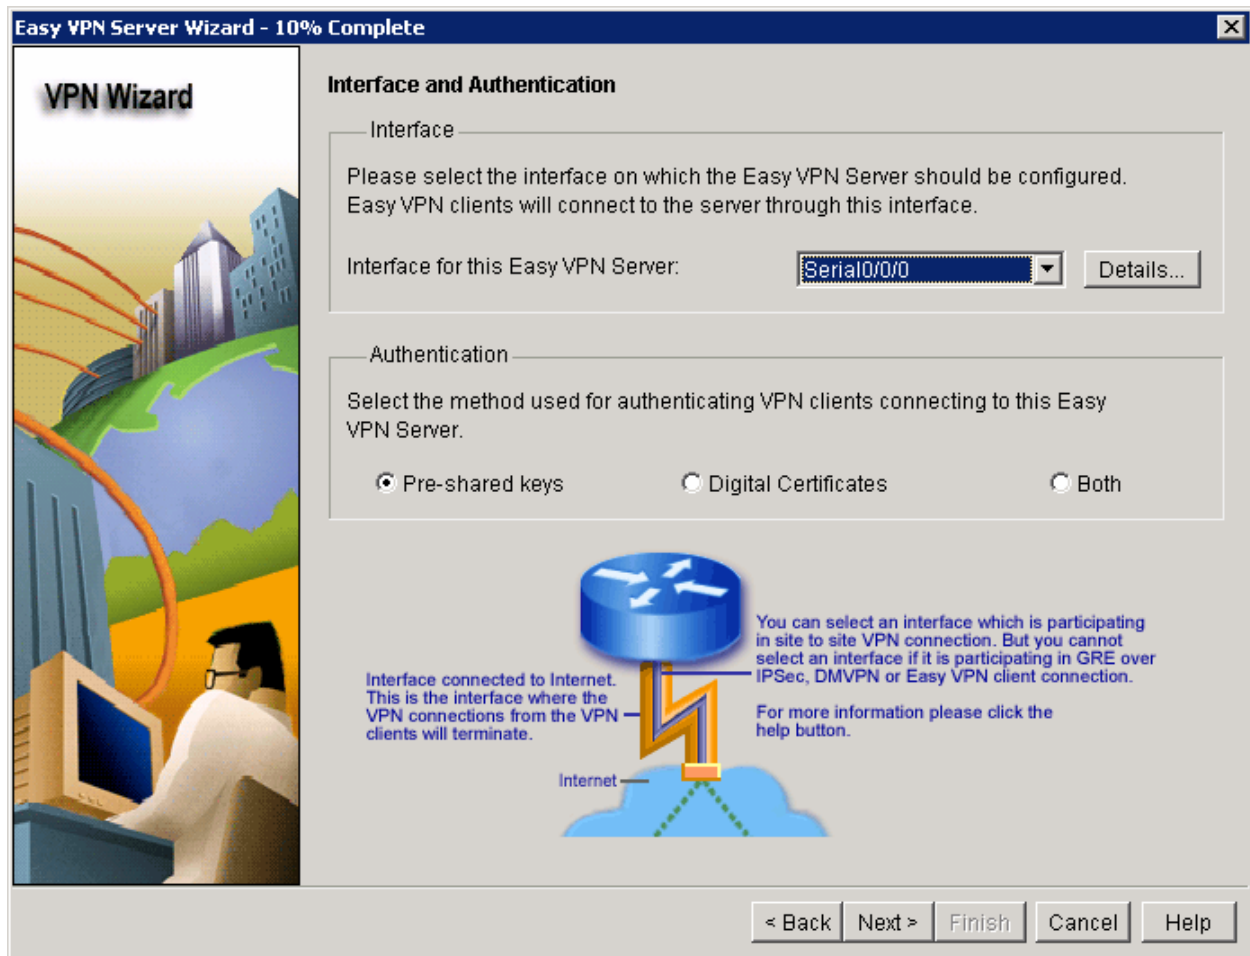 Easy VPN Server Wizard - 10% Complete
VPN Wizard
Interface and Authentication
Interface
Please select the interface on which the Easy VPN Server should be configured.
Easy VPN clients will connect to the server through this interface.
Interface for this Easy VPN Server:
Serial0/0/0
Details...
Authentication
Select the method used for authenticating VPN clients connecting to this Easy
VPN Server.
Pre-shared keys
Digital Certificates
Both
You can select an interface which is participating
in site to site VPN connection. But you cannot
select an interface if it is participating in GRE over
IPSec, DMVPN or Easy VPN client connection.
For more information please click the
help button.
Interface connected to Internet.
This is the interface where the
VPN connections from the VPN
clients will terminate.
Internet
< Back
Next >
Finish
Cancel
Help